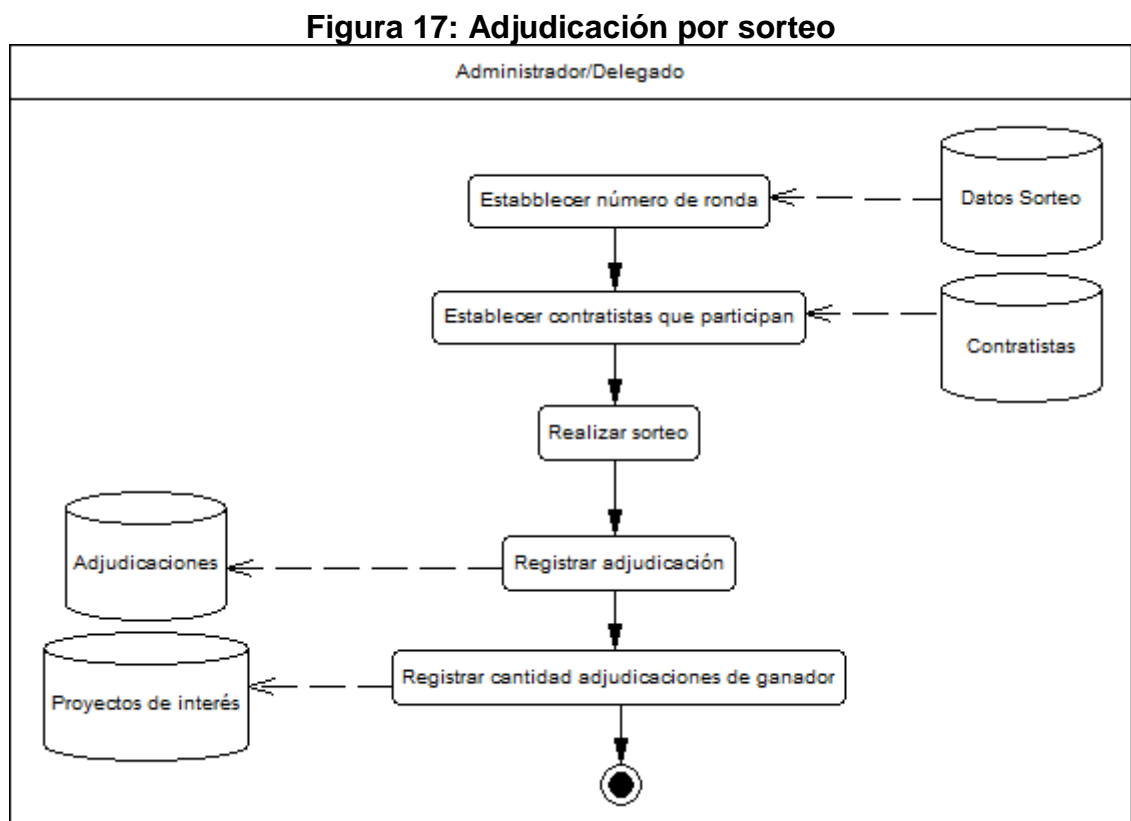 Figura 17: Adjudicación por sorteo
Administrador/Delegado
Estabblecer número de ronda
Datos Sorteo
Establecer contratistas que participan
Contratistas
Realizar sorteo
Adjudicaciones
Registrar adjudicación
Registrar cantidad adjudicaciones de ganador
Proyectos de interés